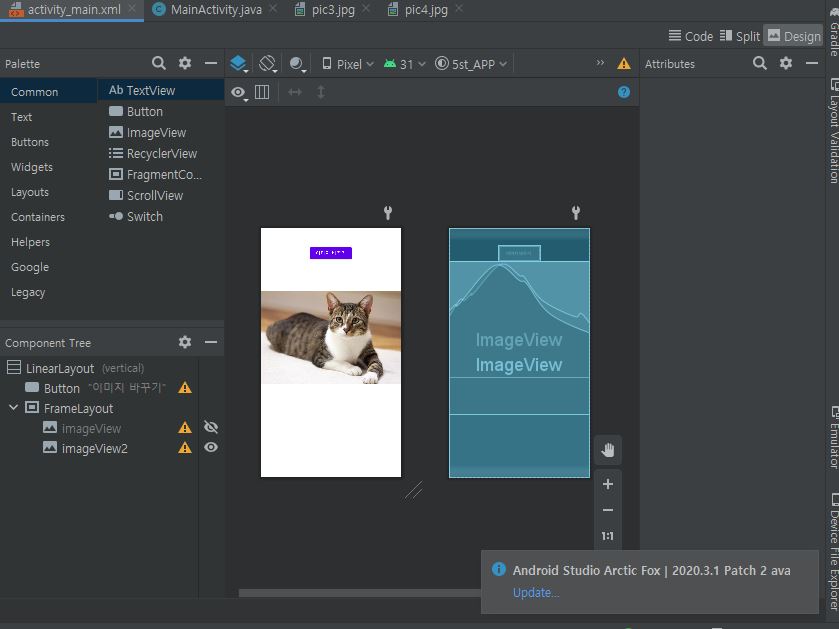 activity_main.xml
MainActivity.java
pic3.jpg
pic4.jpg
Code
Split
Design
Palette
Pixel
31
5st_APP
Attributes
Common
Text
Buttons
Widgets
Layouts
Containers
Helpers
Google
Legacy
Ab TextView
Button
ImageView
RecyclerView
FragmentCo...
ScrollView
Switch
ImageView
ImageView
1:1
Component Tree
LinearLayout (vertical)
Button "이미지 바꾸기"
FrameLayout
imageView
imageView2
Gradle
Layout Validation
Emulator
Device File Explorer
Android Studio Arctic Fox | 2020.3.1 Patch 2 ava
Update...